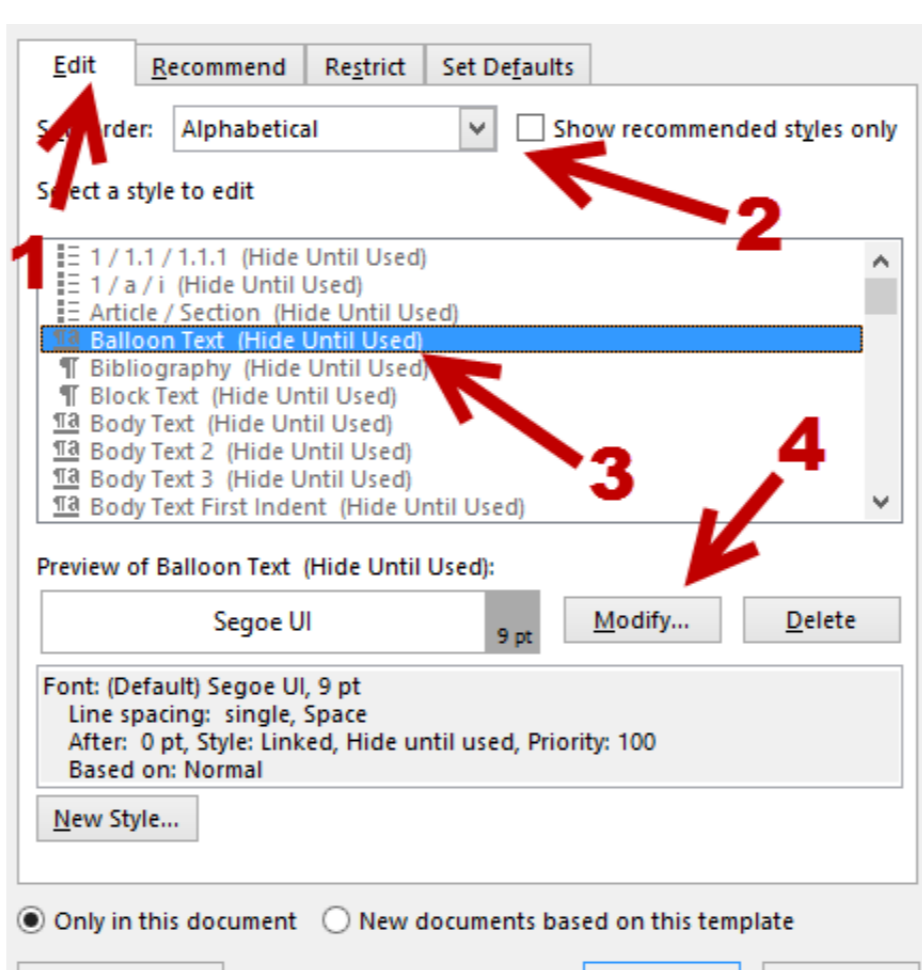 Edit Recommend Restrict Set Defaults
Sort order: Alphabetical Show recommended styles only
2
Select a style to edit
1
1 / 1.1 / 1.1.1 (Hide Until Used)
1 / a / i (Hide Until Used)
Article / Section (Hide Until Used)
Balloon Text (Hide Until Used)
Bibliography (Hide Until Used)
Block Text (Hide Until Used)
Body Text (Hide Until Used)
Body Text 2 (Hide Until Used)
Body Text 3 (Hide Until Used)
Body Text First Indent (Hide Until Used)
3
4
Preview of Balloon Text (Hide Until Used):
Segoe UI 9 pt Modify... Delete
Font: (Default) Segoe UI, 9 pt
Line spacing: single, Space
After: 0 pt, Style: Linked, Hide until used, Priority: 100
Based on: Normal
New Style...
Only in this document New documents based on this template